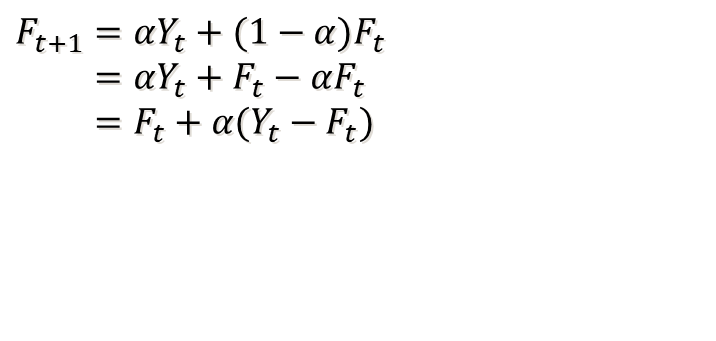 F_{t+1} = αY_t + (1 − α)F_t
= αY_t + F_t − αF_t
= F_t + α(Y_t − F_t)